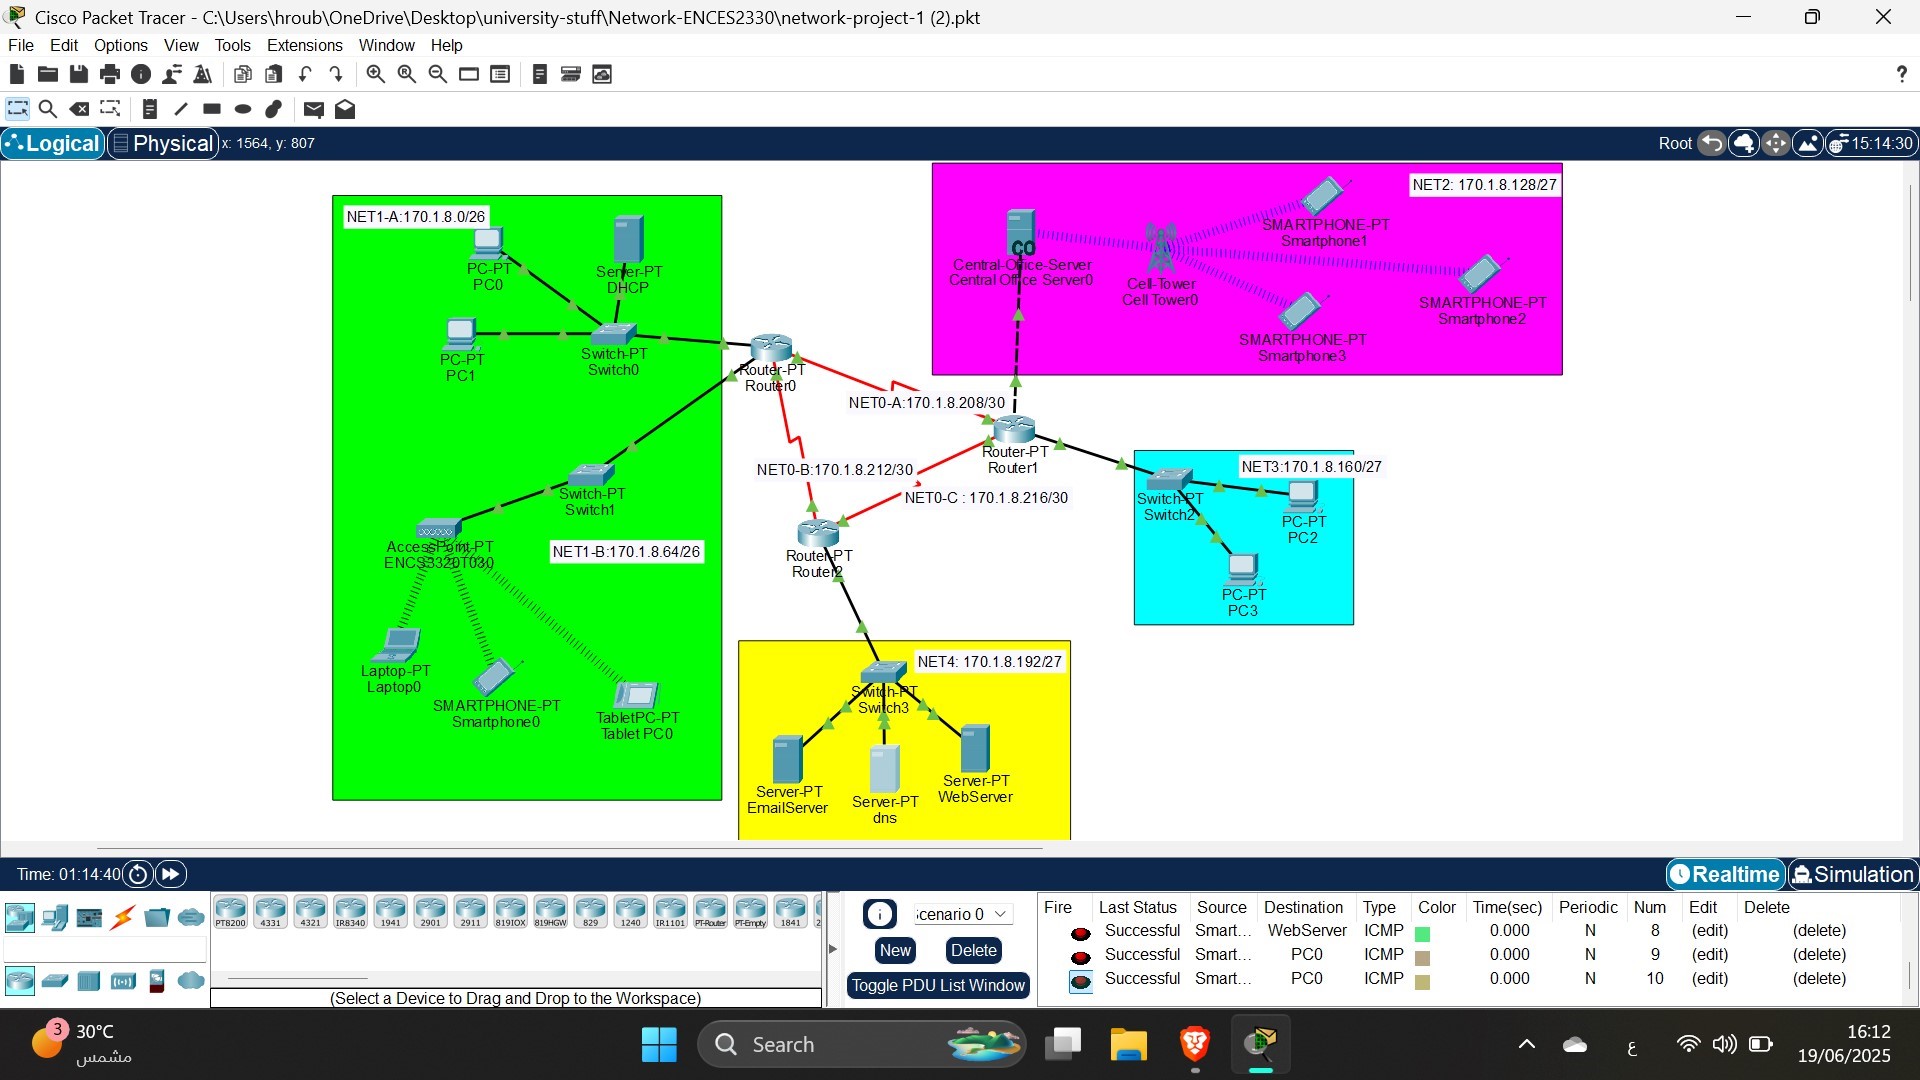 Cisco Packet Tracer - C:\Users\hroub\OneDrive\Desktop\university-stuff\Network-ENCES2330\network-project-1 (2).pkt
File Edit Options View Tools Extensions Window Help
?
Logical Physical x: 1564, y: 807
Root 15:14:30
NET1-A:170.1.8.0/26
PC-PT
PC0
Server-PT
DHCP
PC-PT
PC1
Switch-PT
Switch0
Router-PT
Router0
Switch-PT
Switch1
AccessPoint-PT
ENCS3320T030
NET1-B:170.1.8.64/26
Laptop-PT
Laptop0
SMARTPHONE-PT
Smartphone0
TabletPC-PT
Tablet PC0
NET2: 170.1.8.128/27
CO
Central-Office-Server
Central Office Server0
Cell-Tower
Cell Tower0
SMARTPHONE-PT
Smartphone1
SMARTPHONE-PT
Smartphone2
SMARTPHONE-PT
Smartphone3
NET0-A:170.1.8.208/30
Router-PT
Router1
NET0-B:170.1.8.212/30
NET0-C : 170.1.8.216/30
Router-PT
Router2
NET3:170.1.8.160/27
Switch-PT
Switch2
PC-PT
PC2
PC-PT
PC3
NET4: 170.1.8.192/27
Switch-PT
Switch3
Server-PT
EmailServer
Server-PT
dns
Server-PT
WebServer
Time: 01:14:40
Realtime Simulation
PT8200 4331 4321 IR8340 1941 2901 2911 819IOX 819HGW 829 1240 IR1101 PT-Router PT-Empty 1841 2
(Select a Device to Drag and Drop to the Workspace)
cenario 0
New Delete
Toggle PDU List Window
Fire Last Status Source Destination Type Color Time(sec) Periodic Num Edit Delete
Successful Smart... WebServer ICMP 0.000 N 8 (edit) (delete)
Successful Smart... PC0 ICMP 0.000 N 9 (edit) (delete)
Successful Smart... PC0 ICMP 0.000 N 10 (edit) (delete)
3
30°C
مشمس
Search
ع
16:12
19/06/2025